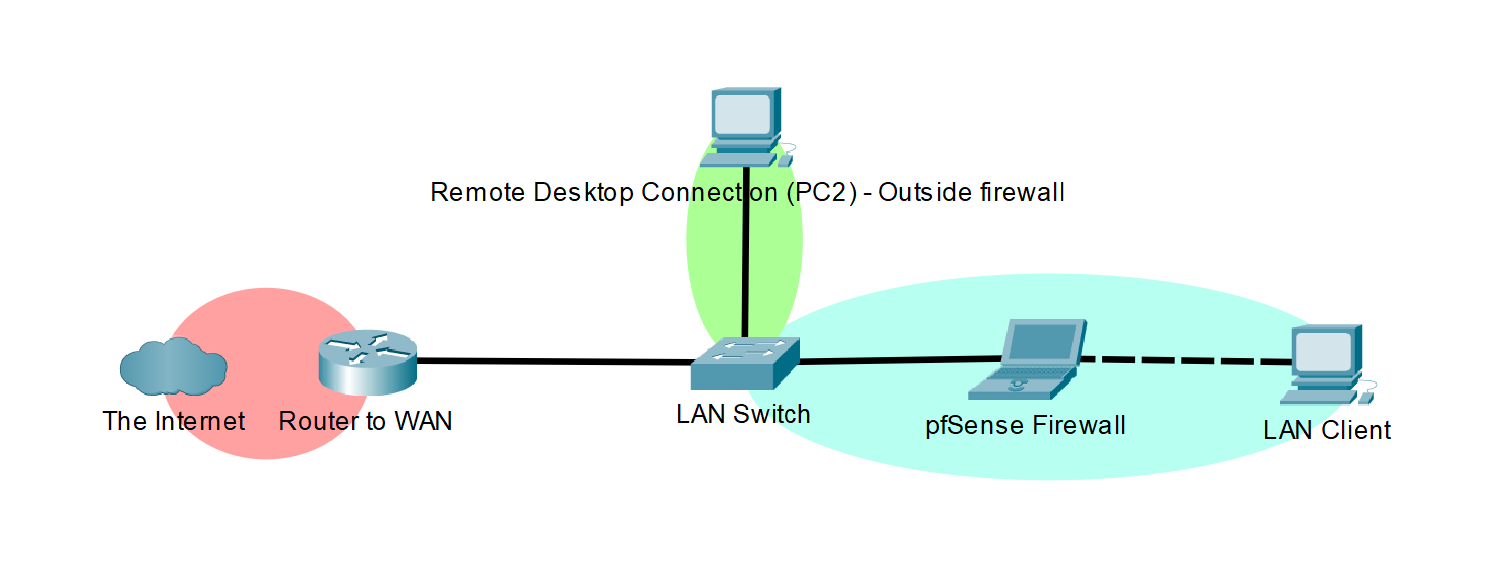 Remote Desktop Connection (PC2) - Outside firewall
The Internet
Router to WAN
LAN Switch
pfSense Firewall
LAN Client